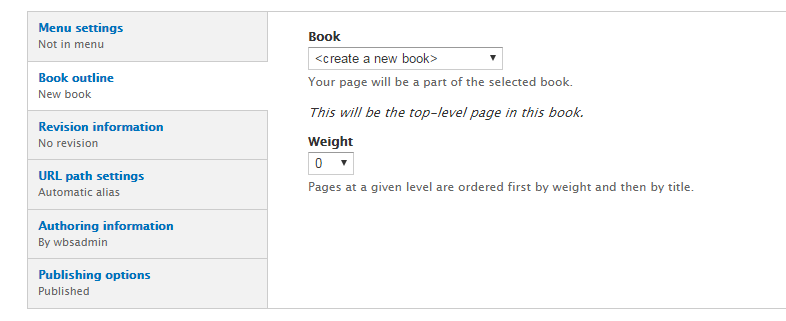 Menu settings
Not in menu
Book outline
New book
Revision information
No revision
URL path settings
Automatic alias
Authoring information
By wbsadmin
Publishing options
Published
Book
<create a new book>
Your page will be a part of the selected book.
This will be the top-level page in this book.
Weight
0
Pages at a given level are ordered first by weight and then by title.